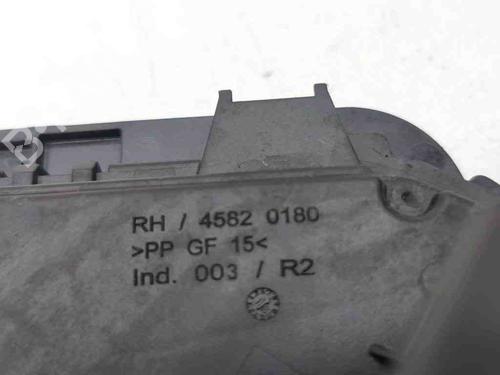 RH / 4582 0180
>PP GF 15<
Ind. 003 / R2